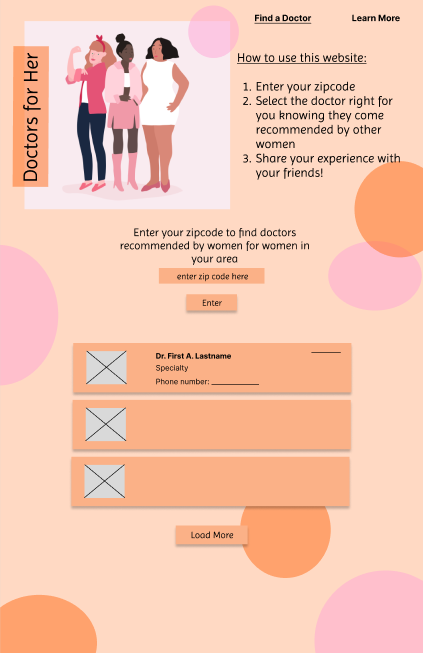 Find a Doctor
Learn More
Doctors for Her
How to use this website:
1. Enter your zipcode
2. Select the doctor right for
you knowing they come
recommended by other
women
3. Share your experience with
your friends!
Enter your zipcode to find doctors
recommended by women for women in
your area
enter zip code here
Enter
Dr. First A. Lastname
Specialty
Phone number: ___________
Load More